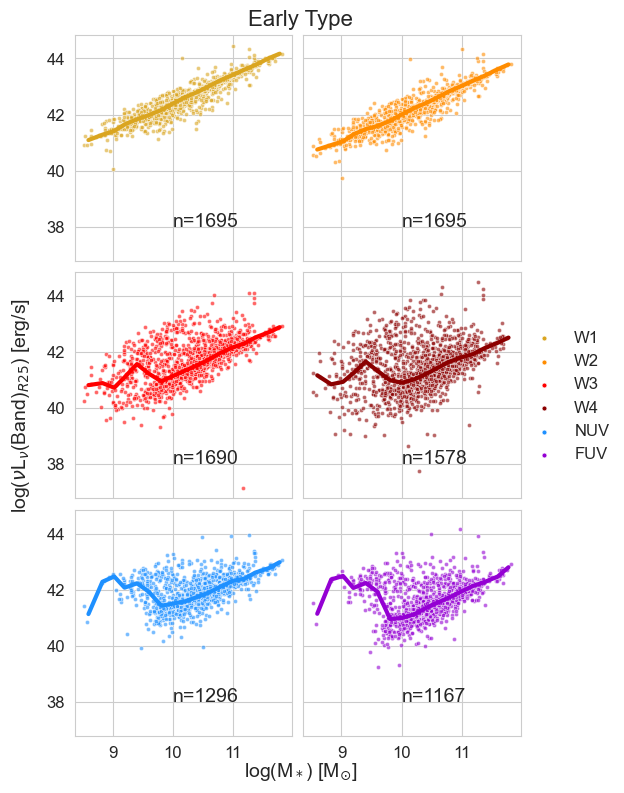 Early Type
44
42
40
38
n=1695
n=1695
44
42
40
38
n=1690
n=1578
44
42
40
38
n=1296
n=1167
9
10
11
9
10
11
log(M*) [M⊙]
log(νLν(Band)R25) [erg/s]
W1
W2
W3
W4
NUV
FUV